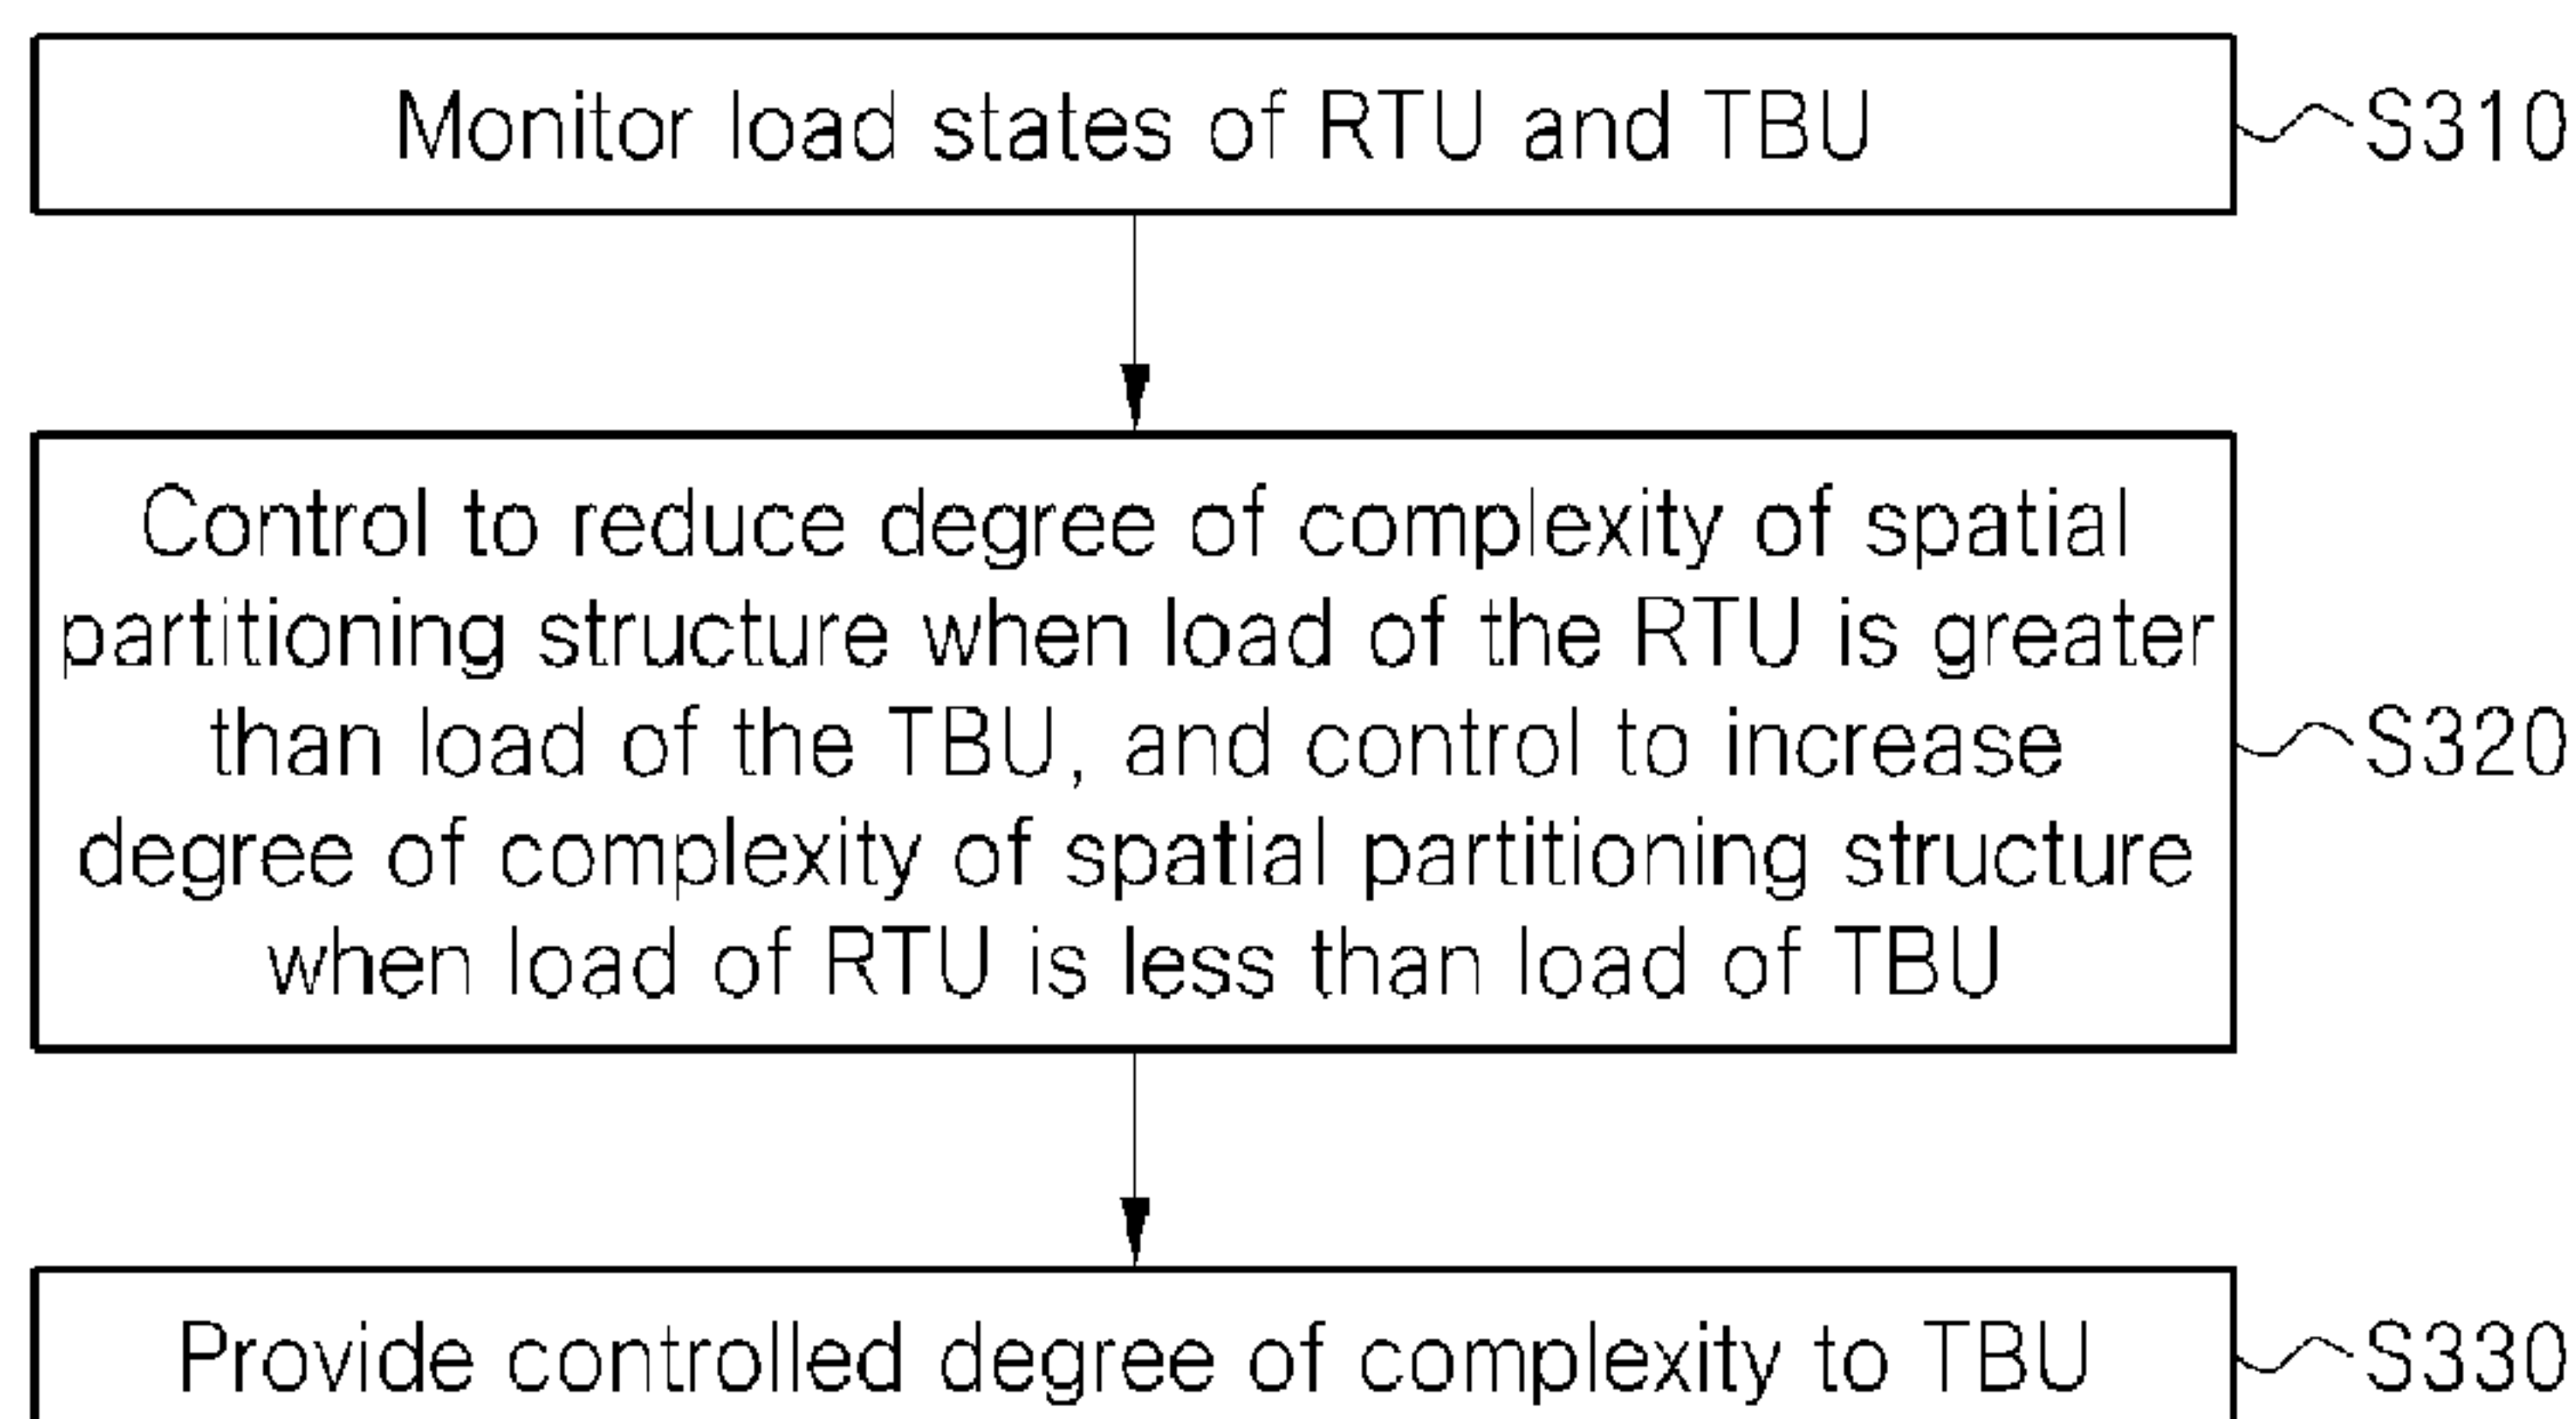 Monitor load states of RTU and TBU
S310
Control to reduce degree of complexity of spatial
partitioning structure when load of the RTU is greater
than load of the TBU, and control to increase
degree of complexity of spatial partitioning structure
when load of RTU is less than load of TBU
S320
Provide controlled degree of complexity to TBU
S330